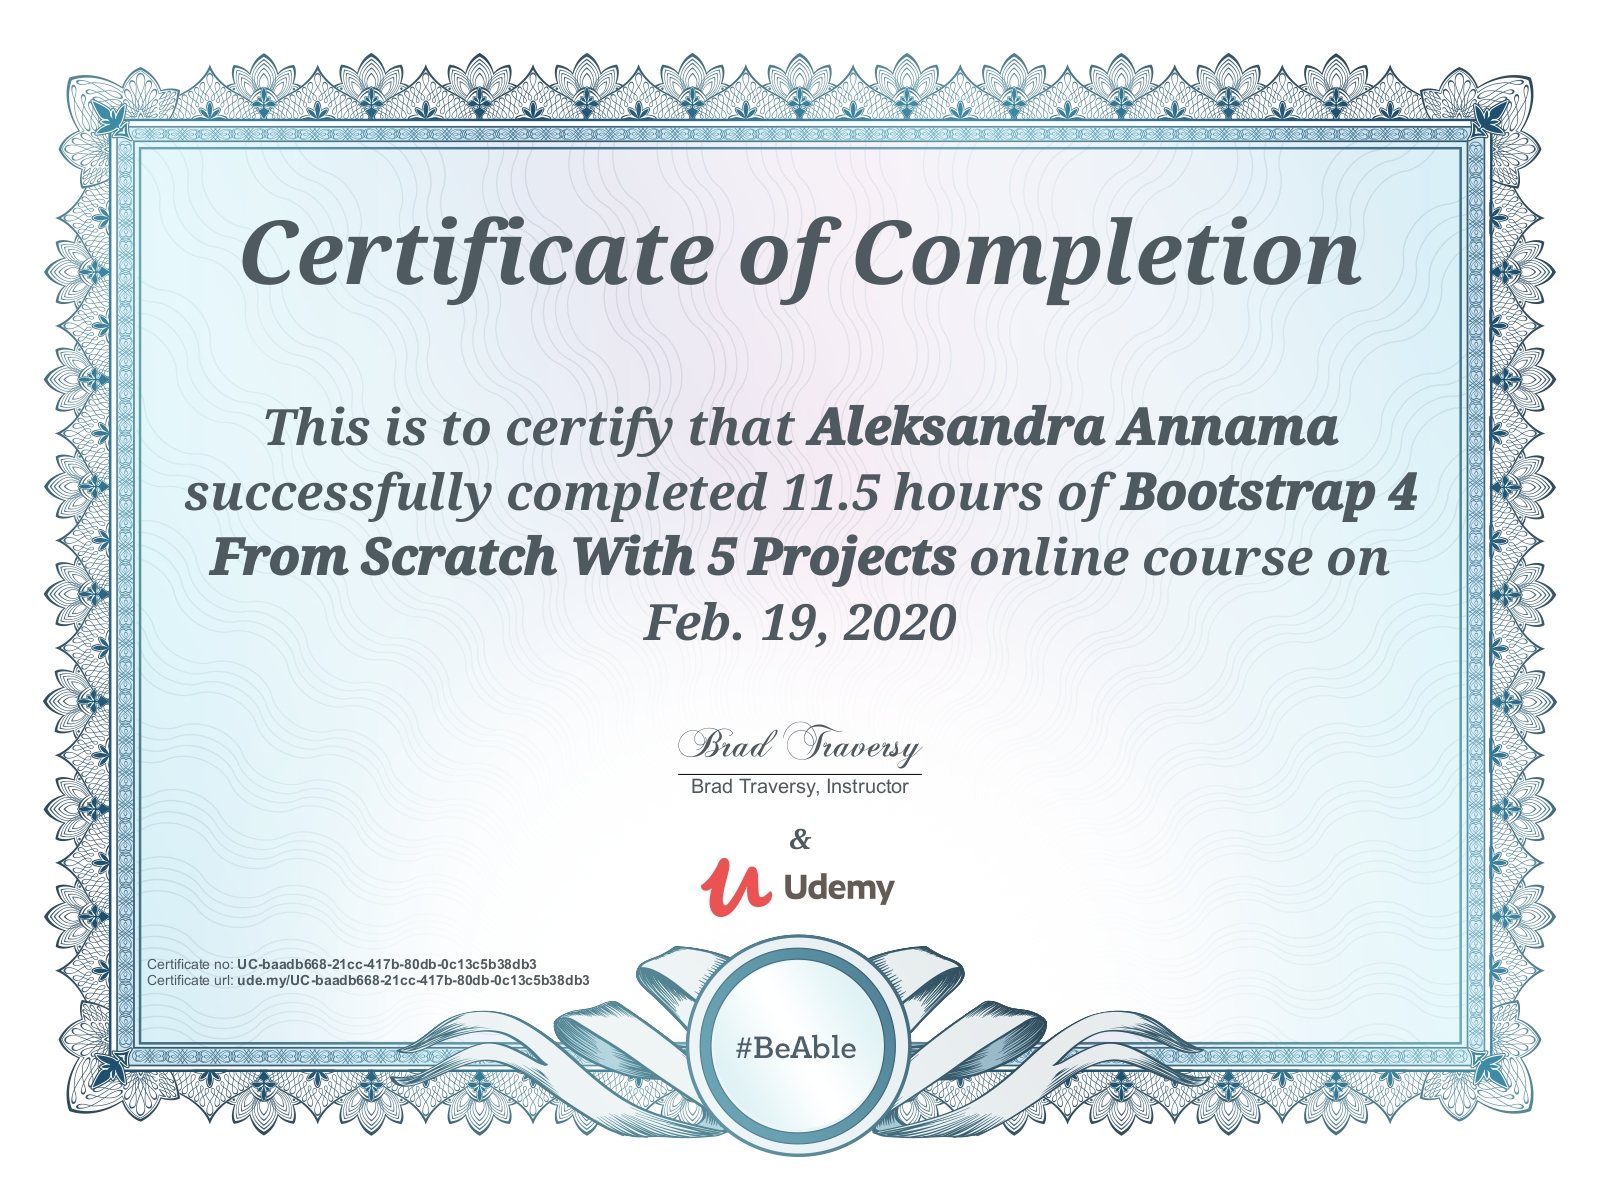 Certificate of Completion
This is to certify that Aleksandra Annama
successfully completed 11.5 hours of Bootstrap 4
From Scratch With 5 Projects online course on
Feb. 19, 2020
Brad Traversy
Brad Traversy, Instructor
&
Udemy
Certificate no: UC-baadb668-21cc-417b-80db-0c13c5b38db3
Certificate url: ude.my/UC-baadb668-21cc-417b-80db-0c13c5b38db3
#BeAble